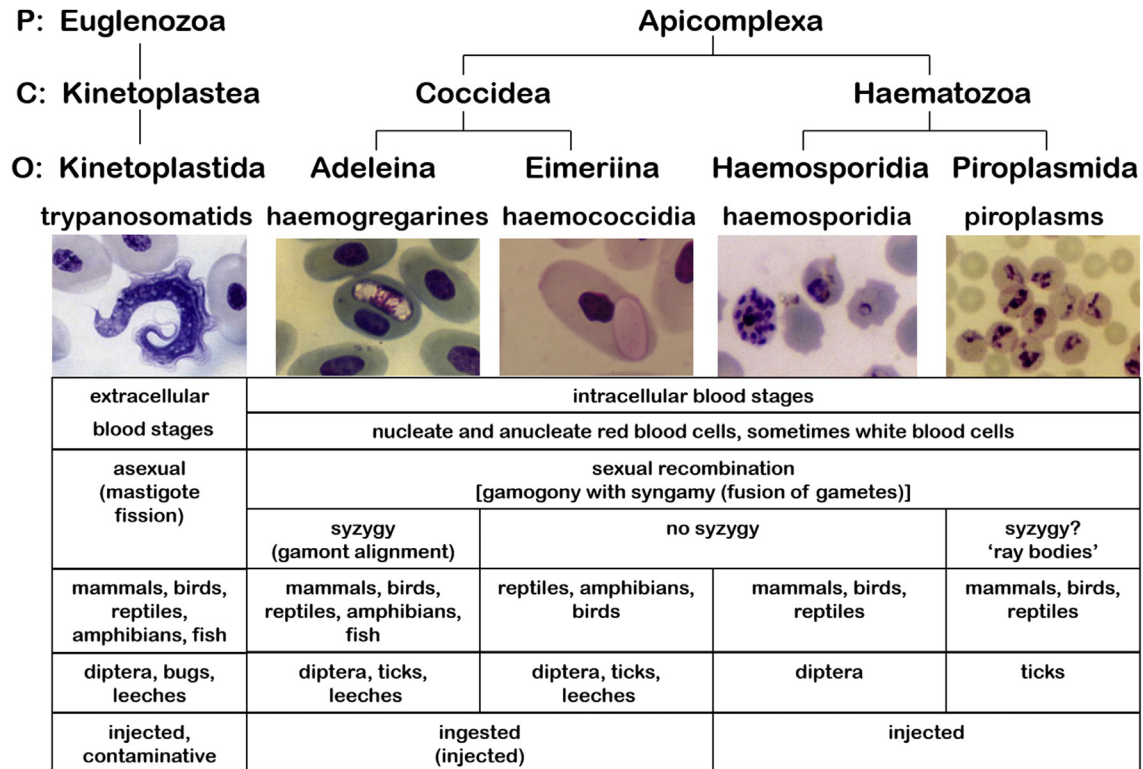 P: Euglenozoa Apicomplexa
C: Kinetoplastea Coccidea Haematozoa
O: Kinetoplastida Adeleina Eimeriina Haemosporidia Piroplasmida
trypanosomatids haemogregarines haemococcidia haemosporidia piroplasms
extracellular
blood stages
intracellular blood stages
nucleate and anucleate red blood cells, sometimes white blood cells
asexual
(mastigote
fission)
sexual recombination
[gamogony with syngamy (fusion of gametes)]
syzygy
(gamont alignment)
no syzygy
syzygy?
‘ray bodies’
mammals, birds,
reptiles,
amphibians, fish
mammals, birds,
reptiles, amphibians,
fish
reptiles, amphibians,
birds
mammals, birds,
reptiles
mammals, birds,
reptiles
diptera, bugs,
leeches
diptera, ticks,
leeches
diptera, ticks,
leeches
diptera
ticks
injected,
contaminative
ingested
(injected)
injected